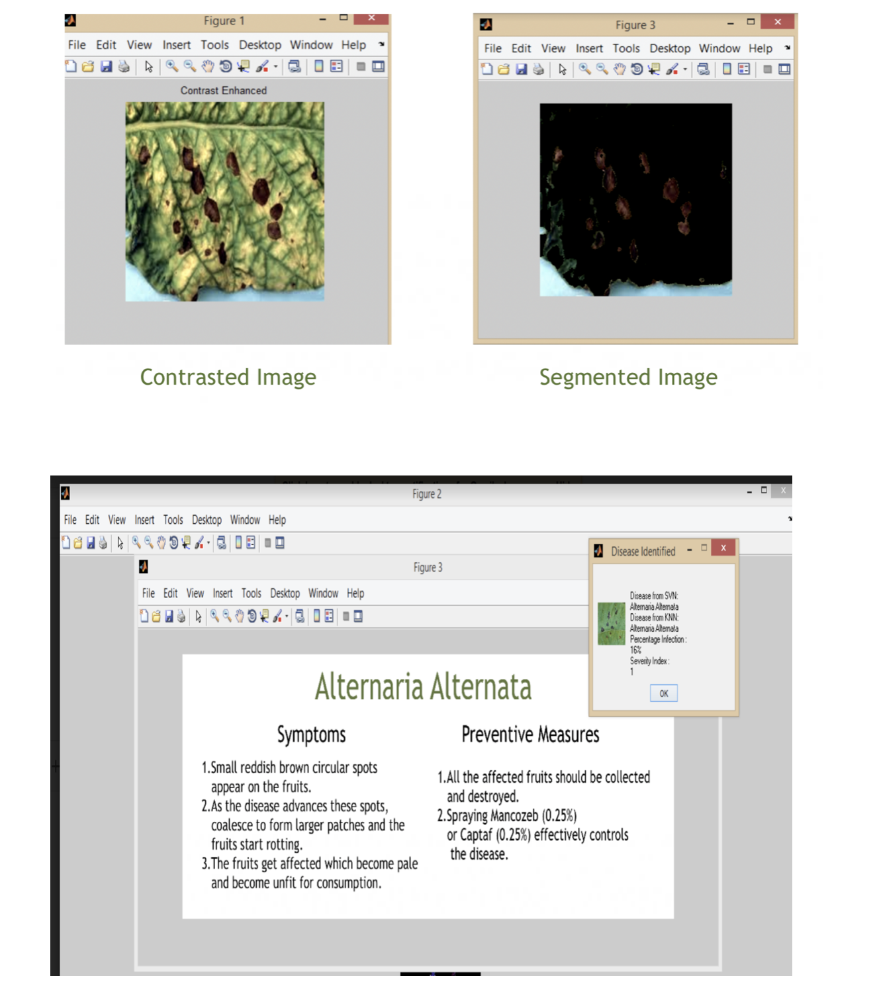 Figure 1
File Edit View Insert Tools Desktop Window Help
Contrast Enhanced
Figure 3
File Edit View Insert Tools Desktop Window Help
Contrasted Image
Segmented Image
Figure 2
File Edit View Insert Tools Desktop Window Help
Figure 3
File Edit View Insert Tools Desktop Window Help
Disease Identified
Disease from SVN:
Alternaria Alternata
Disease from KNN:
Alternaria Alternata
Percentage Infection :
16%
Severity Index :
1
OK
Alternaria Alternata
Symptoms
1.Small reddish brown circular spots
appear on the fruits.
2.As the disease advances these spots,
coalesce to form larger patches and the
fruits start rotting.
3.The fruits get affected which become pale
and become unfit for consumption.
Preventive Measures
1.All the affected fruits should be collected
and destroyed.
2.Spraying Mancozeb (0.25%)
or Captaf (0.25%) effectively controls
the disease.